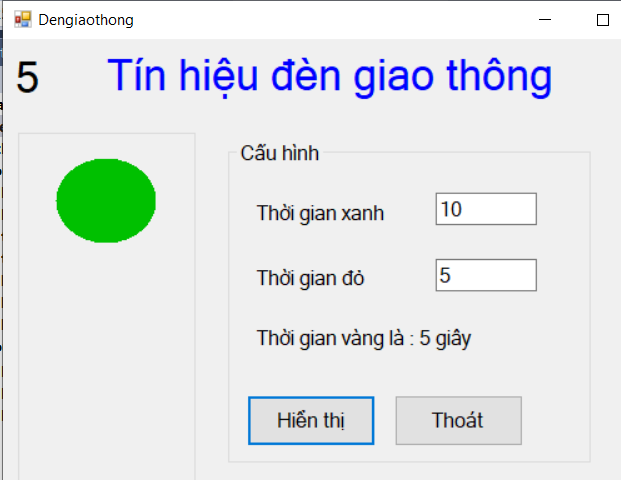 Dengiaothong
5 Tín hiệu đèn giao thông
Cấu hình
Thời gian xanh 10
Thời gian đỏ 5
Thời gian vàng là : 5 giây
Hiển thị Thoát